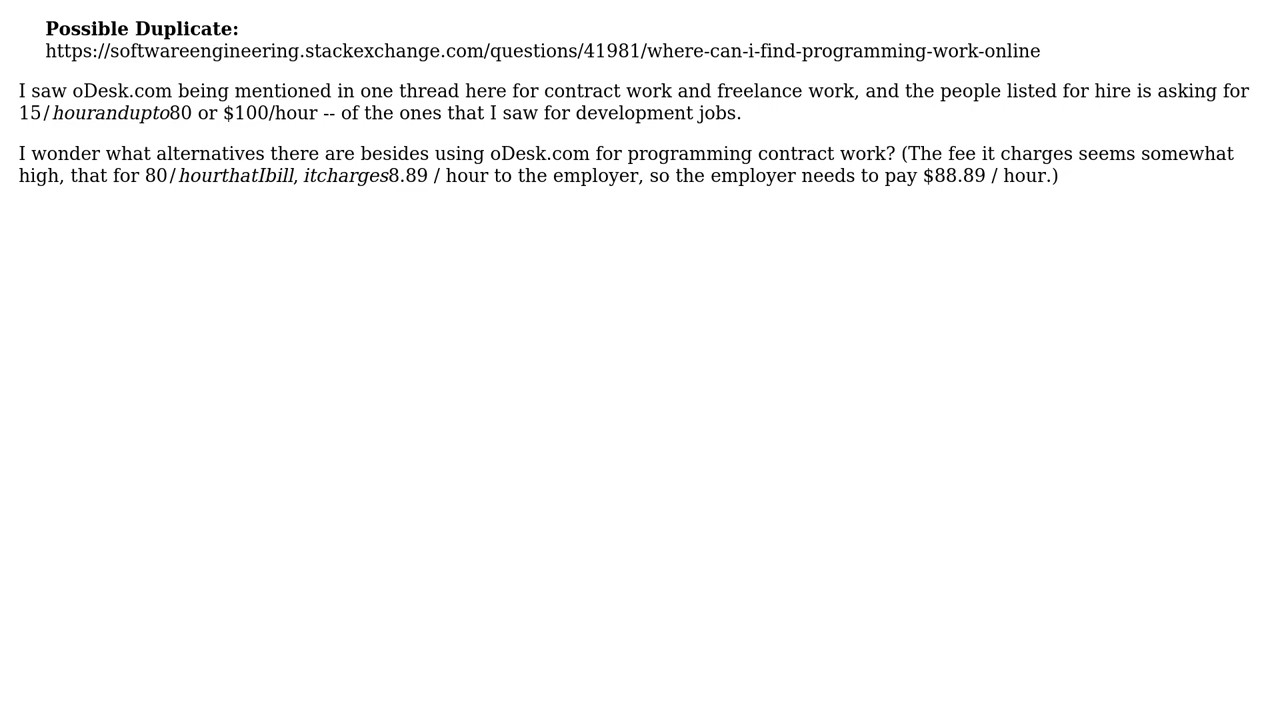 Possible Duplicate:
https://softwareengineering.stackexchange.com/questions/41981/where-can-i-find-programming-work-online
I saw oDesk.com being mentioned in one thread here for contract work and freelance work, and the people listed for hire is asking for
15/hourandupto80 or $100/hour -- of the ones that I saw for development jobs.
I wonder what alternatives there are besides using oDesk.com for programming contract work? (The fee it charges seems somewhat
high, that for 80/hourthatIbill, itcharges8.89 / hour to the employer, so the employer needs to pay $88.89 / hour.)